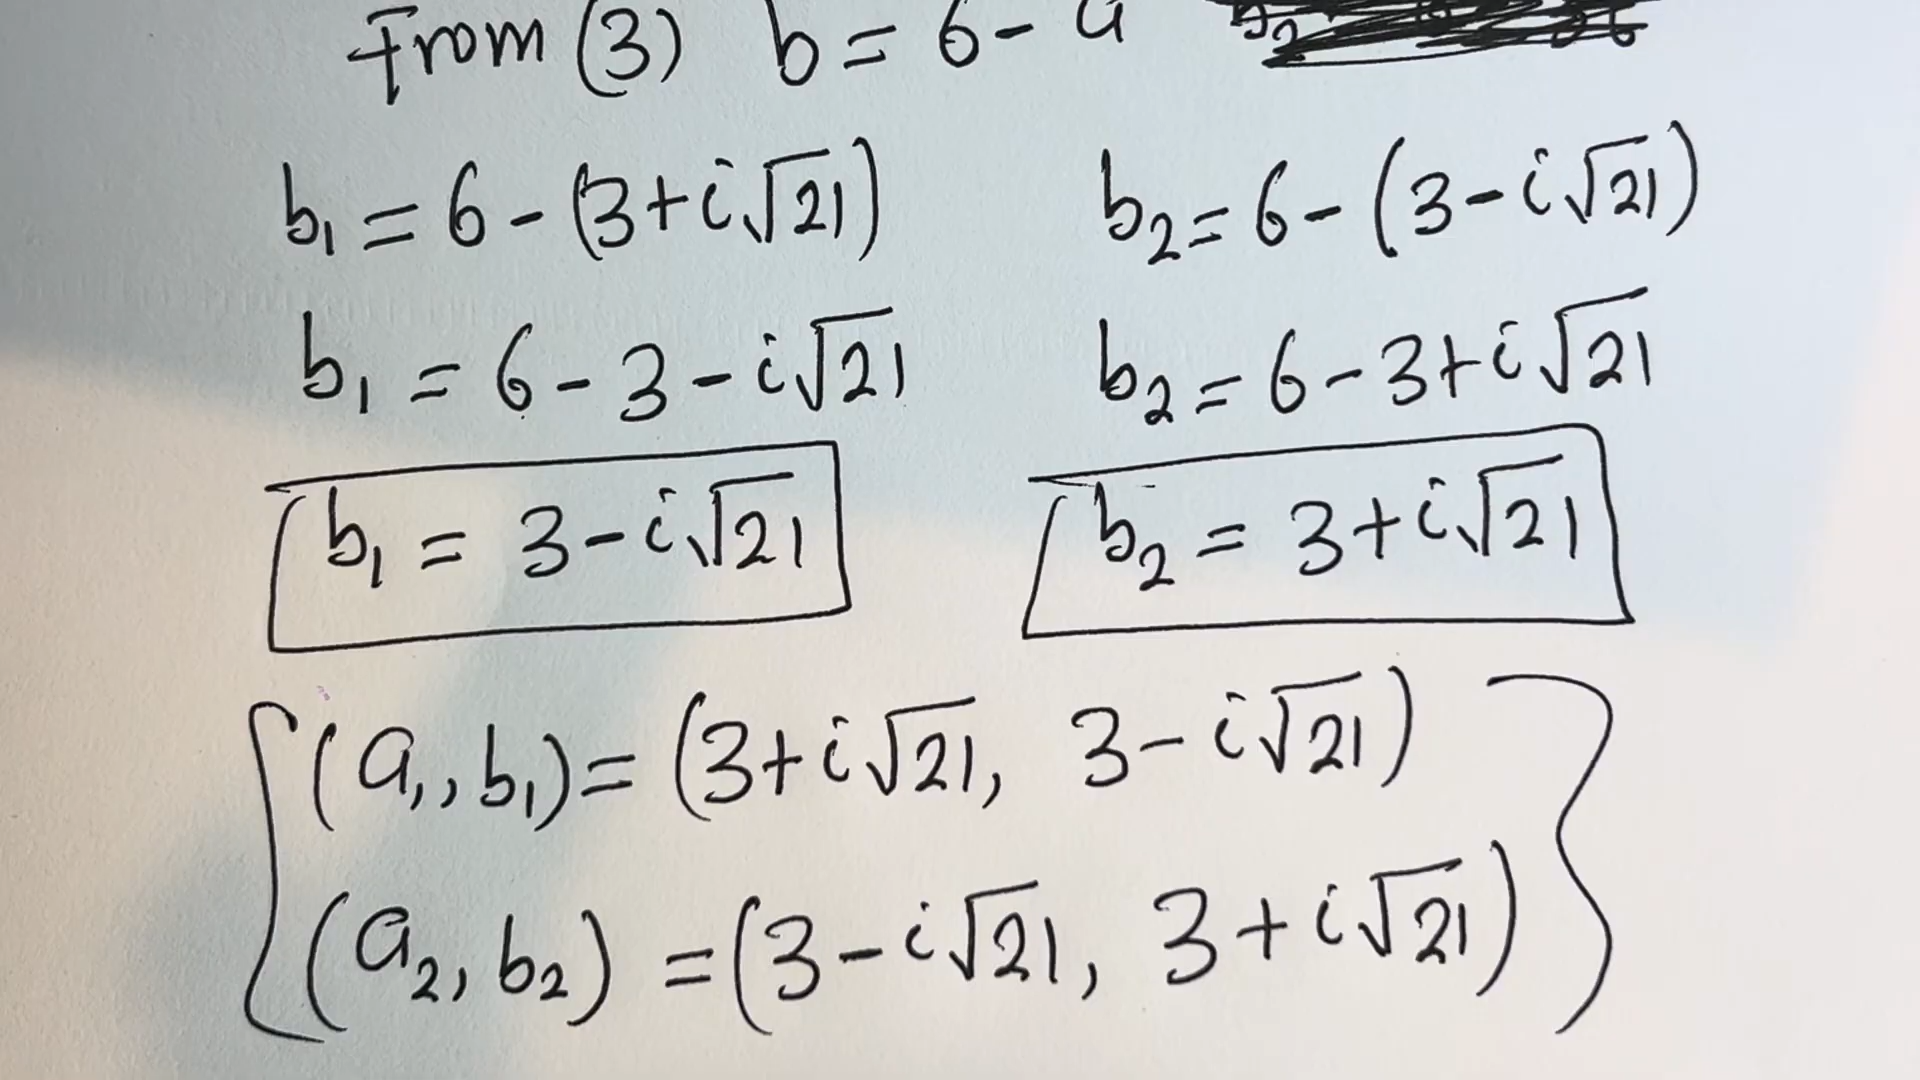 From (3) b = 6 - a
b₁ = 6 - (3 + i√21) b₂ = 6 - (3 - i√21)
b₁ = 6 - 3 - i√21 b₂ = 6 - 3 + i√21
b₁ = 3 - i√21 b₂ = 3 + i√21
(a₁, b₁) = (3 + i√21, 3 - i√21)
(a₂, b₂) = (3 - i√21, 3 + i√21)